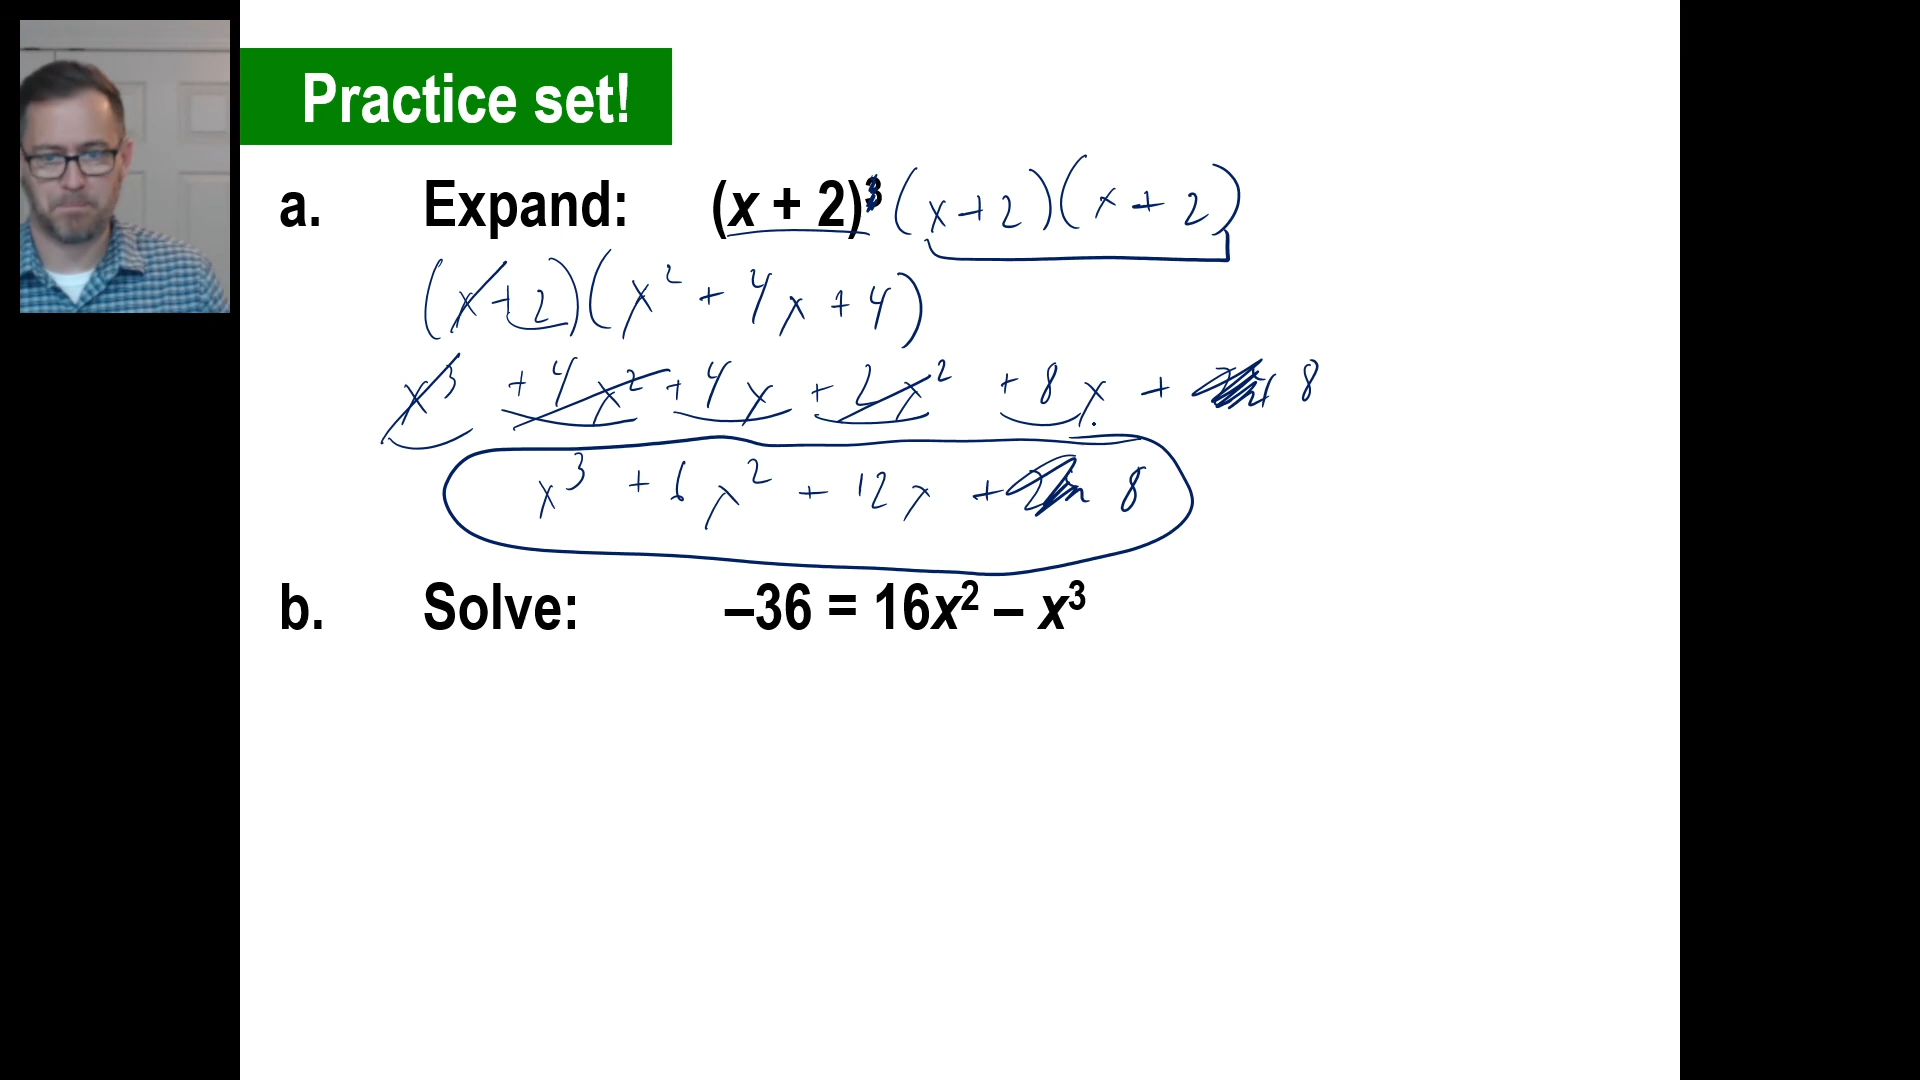 Practice set!
a. Expand: (x + 2)³ (x + 2)(x + 2)
(x + 2)(x² + 4x + 4)
x³ + 4x² + 4x + 2x² + 8x + 8
x³ + 6x² + 12x + 8
b. Solve: –36 = 16x² – x³